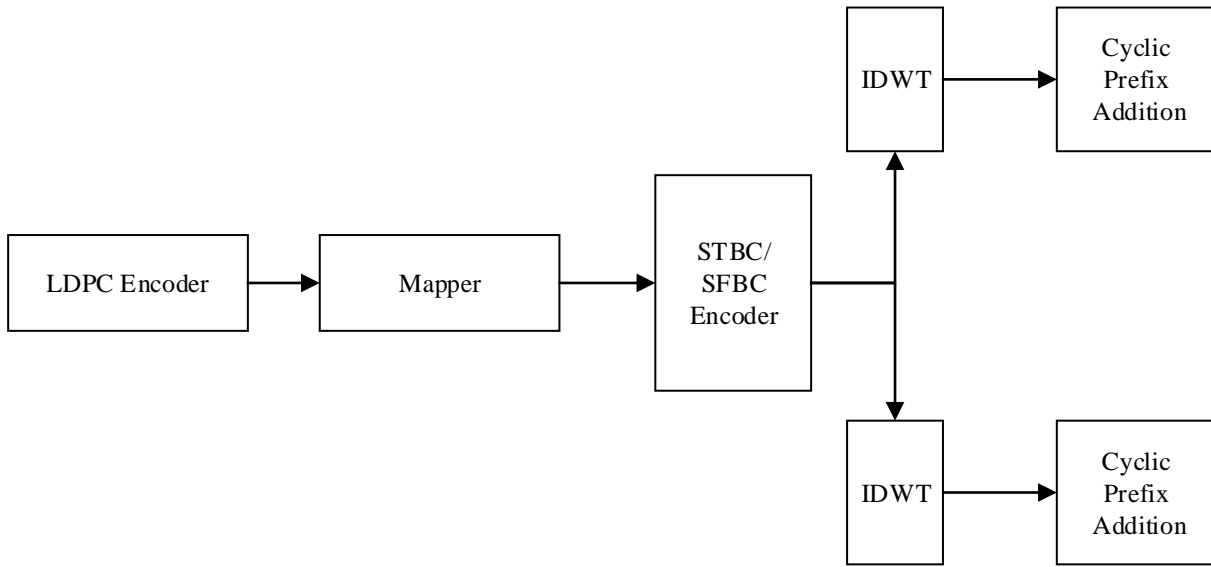 LDPC Encoder
Mapper
STBC/
SFBC
Encoder
IDWT
Cyclic
Prefix
Addition
IDWT
Cyclic
Prefix
Addition